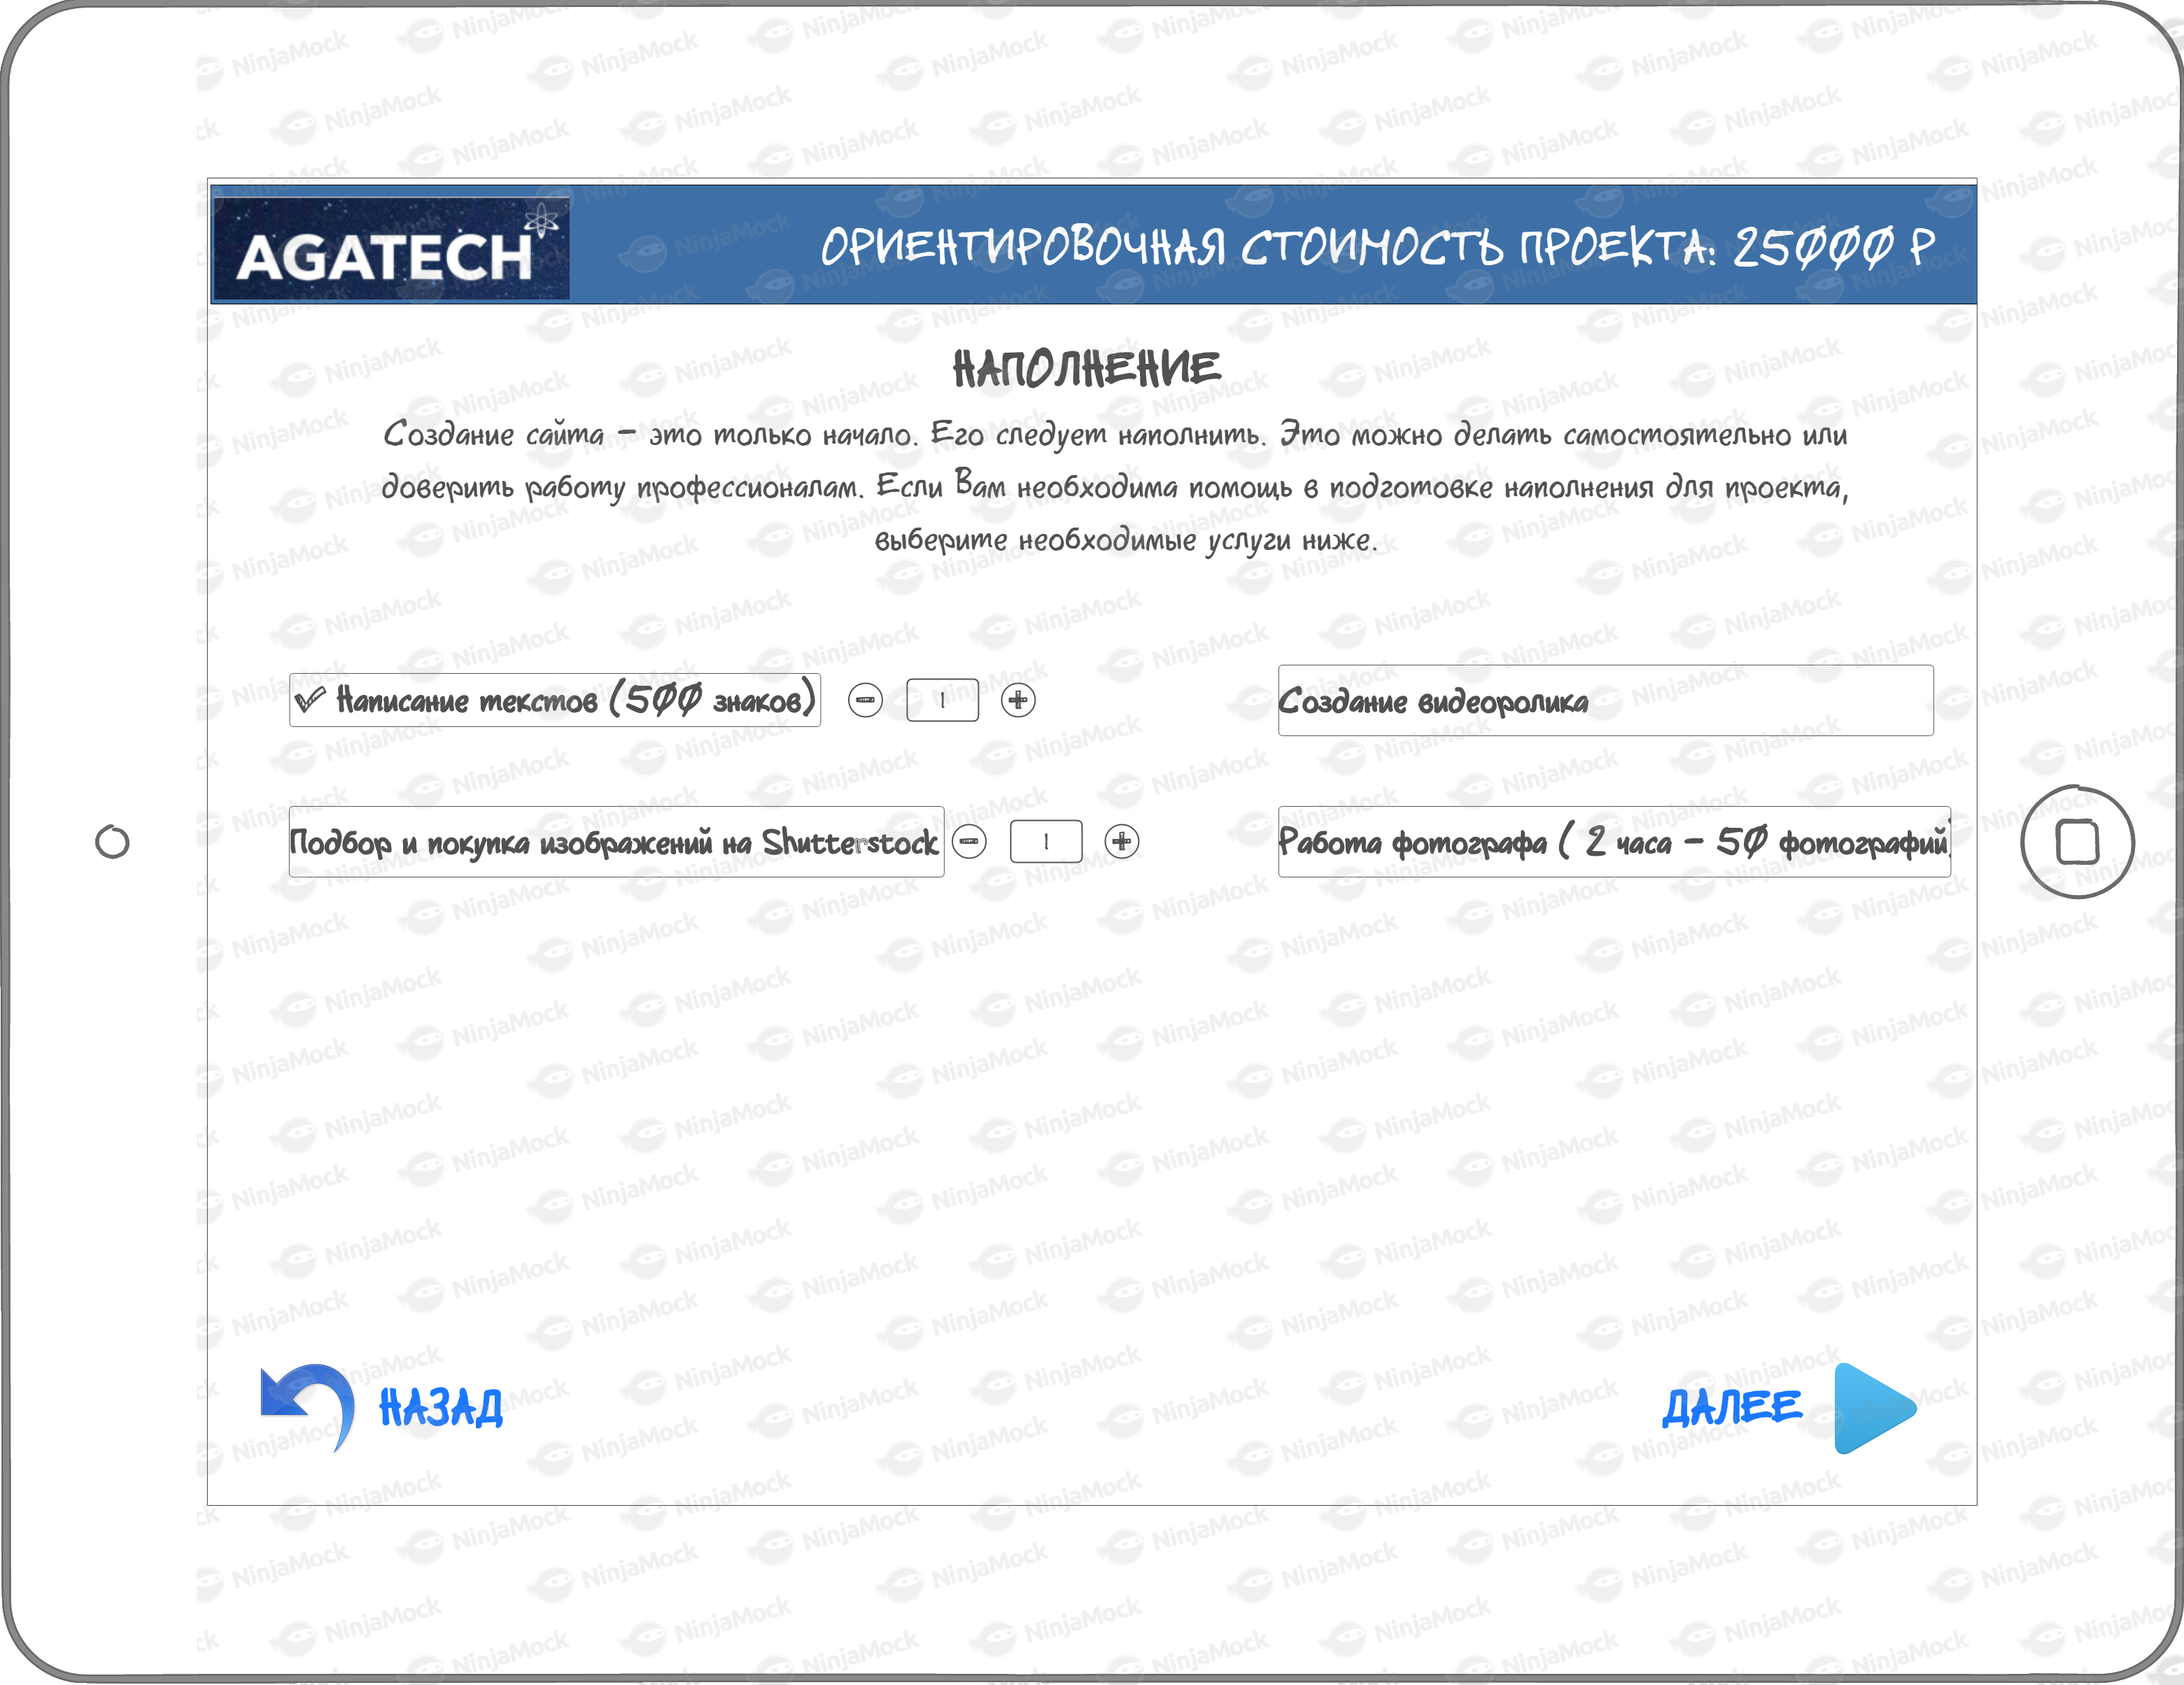 AGATECH
ОРИЕНТИРОВОЧНАЯ СТОИМОСТЬ ПРОЕКТА: 25000 Р
НАПОЛНЕНИЕ
Создание сайта - это только начало. Его следует наполнить. Это можно делать самостоятельно или
доверить работу профессионалам. Если Вам необходима помощь в подготовке наполнения для проекта,
выберите необходимые услуги ниже.
Написание текстов (500 знаков)
1
Создание видеоролика
Подбор и покупка изображений на Shutterstock
1
Работа фотографа ( 2 часа - 50 фотографий)
НАЗАД
ДАЛЕЕ
NinjaMock